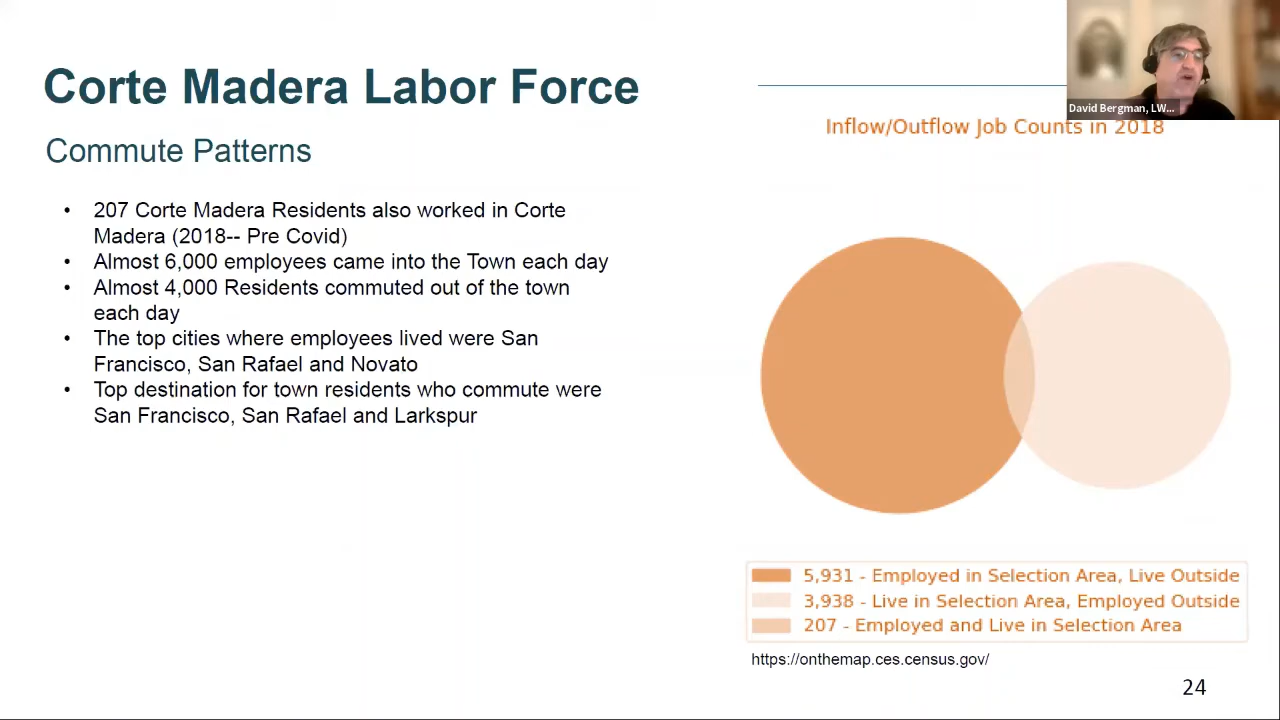 Corte Madera Labor Force
Commute Patterns
• 207 Corte Madera Residents also worked in Corte
Madera (2018-- Pre Covid)
• Almost 6,000 employees came into the Town each day
• Almost 4,000 Residents commuted out of the town
each day
• The top cities where employees lived were San
Francisco, San Rafael and Novato
• Top destination for town residents who commute were
San Francisco, San Rafael and Larkspur
David Bergman, LW...
Inflow/Outflow Job Counts in 2018
5,931 - Employed in Selection Area, Live Outside
3,938 - Live in Selection Area, Employed Outside
207 - Employed and Live in Selection Area
https://onthemap.ces.census.gov/
24